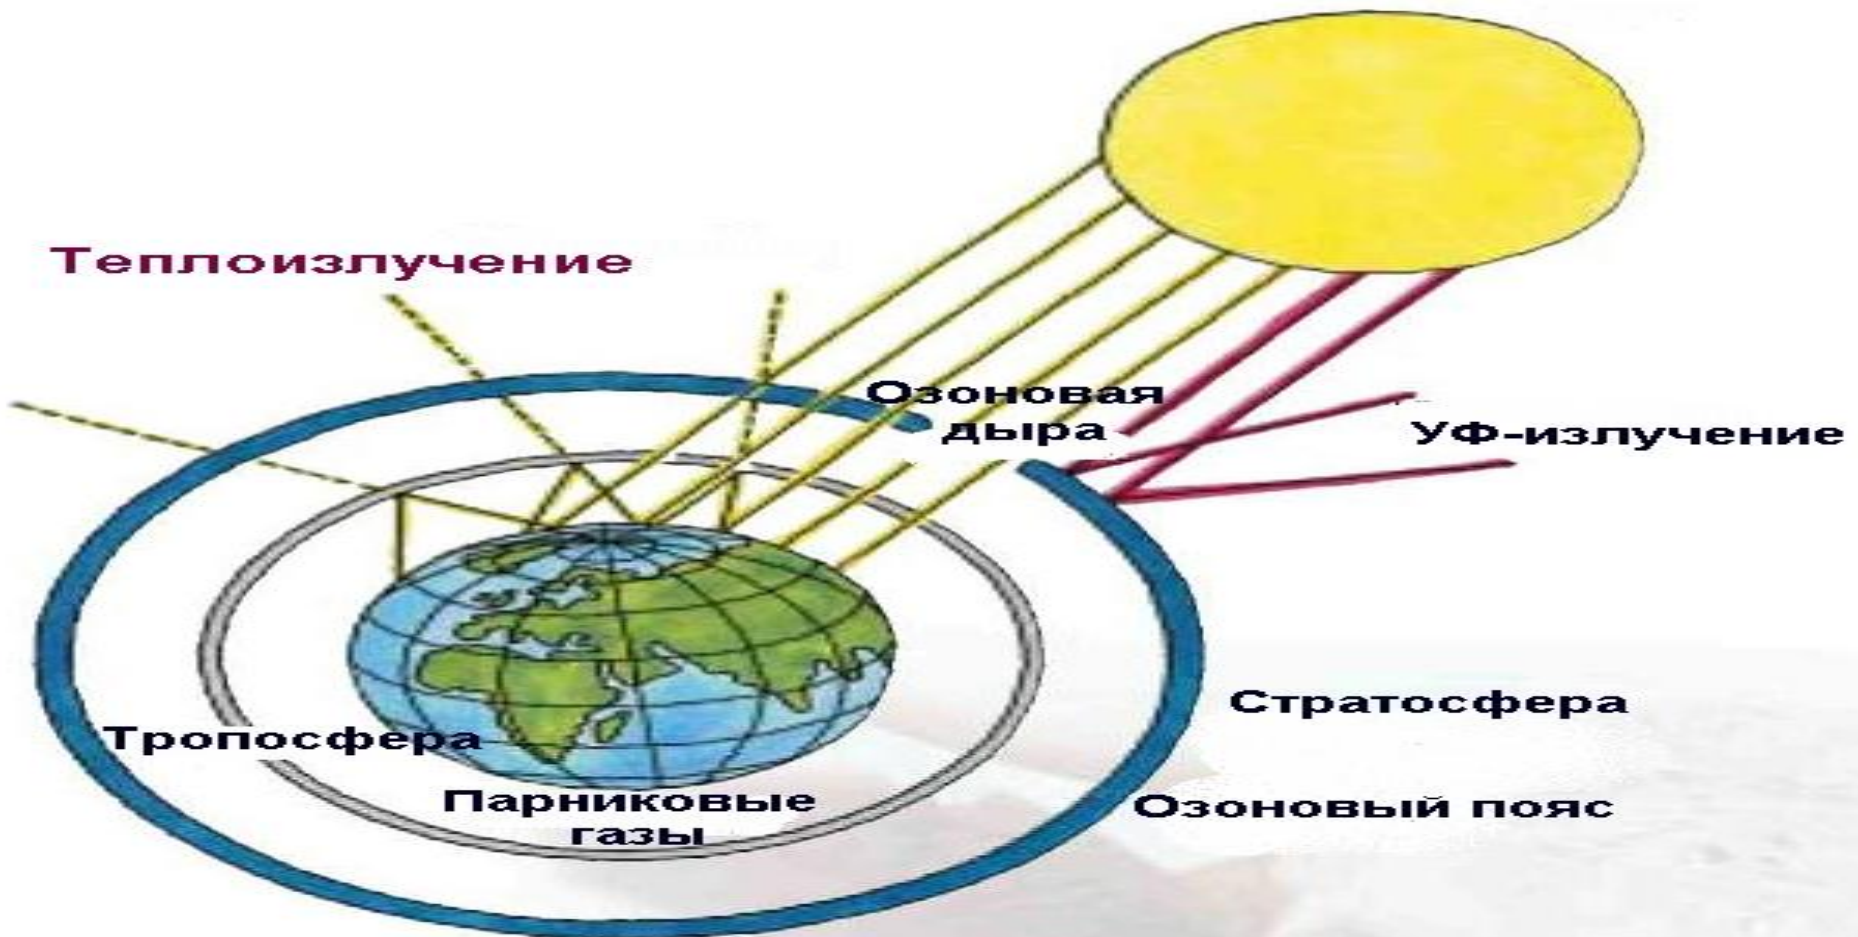 Теплоизлучение
Озоновая
дыра
УФ-излучение
Стратосфера
Тропосфера
Парниковые
газы
Озоновый пояс